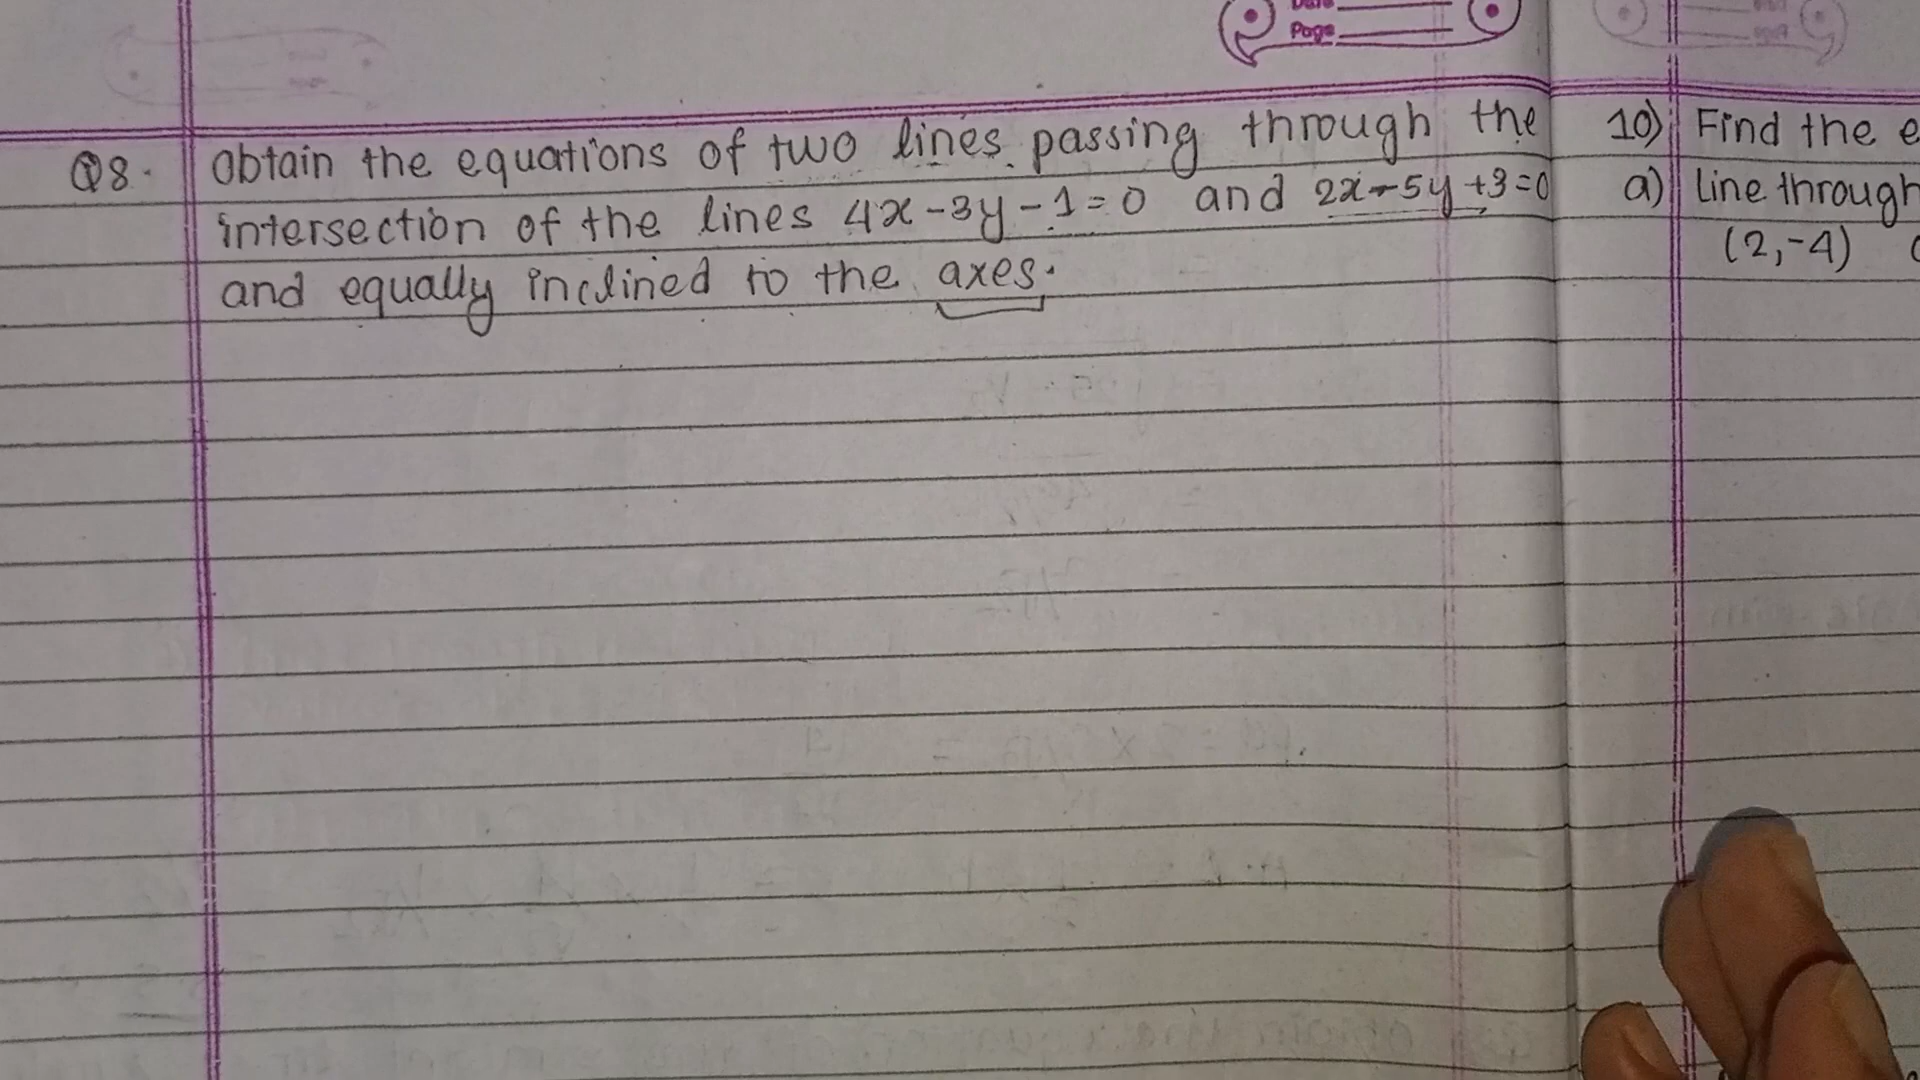 Date
Page
Q8. Obtain the equations of two lines passing through the
intersection of the lines 4x-3y-1=0 and 2x-5y+3=0
and equally inclined to the axes.
10) Find the e
a) line through
(2,-4)